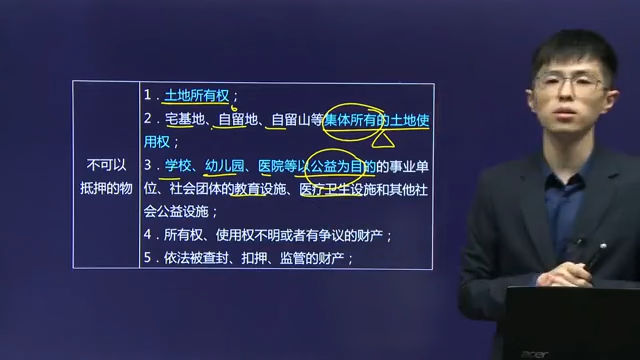 不可以
抵押的物
1．土地所有权；
2．宅基地、自留地、自留山等集体所有的土地使
用权；
3．学校、幼儿园、医院等以公益为目的的事业单
位、社会团体的教育设施、医疗卫生设施和其他社
会公益设施；
4．所有权、使用权不明或者有争议的财产；
5．依法被查封、扣押、监管的财产；
acer